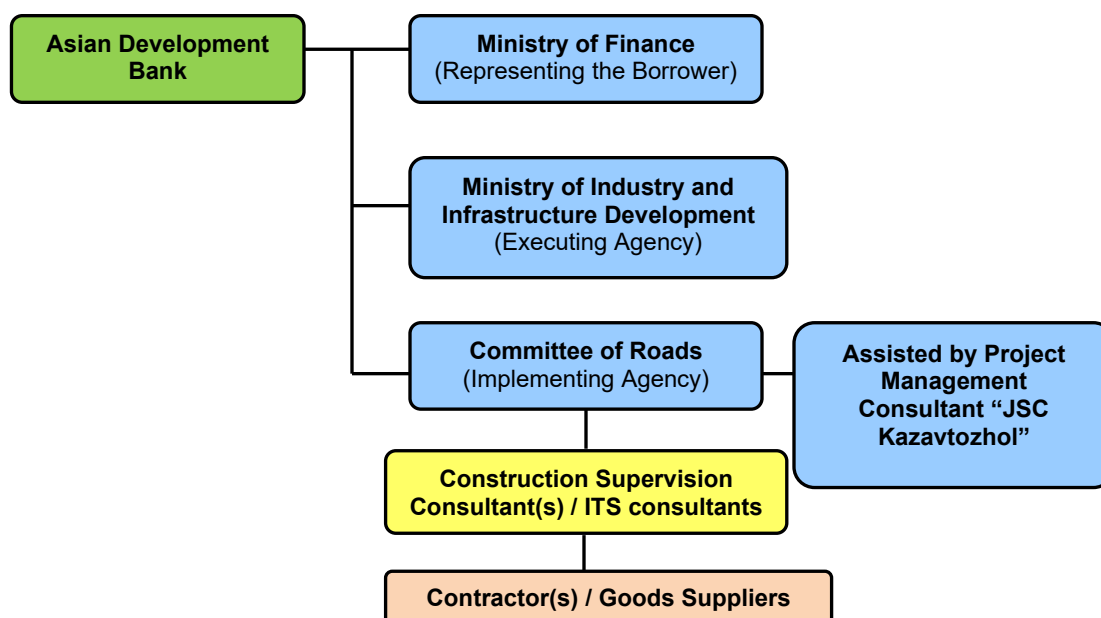 Asian Development
Bank
Ministry of Finance
(Representing the Borrower)
Ministry of Industry and
Infrastructure Development
(Executing Agency)
Committee of Roads
(Implementing Agency)
Assisted by Project
Management
Consultant “JSC
Kazavtozhol”
Construction Supervision
Consultant(s) / ITS consultants
Contractor(s) / Goods Suppliers